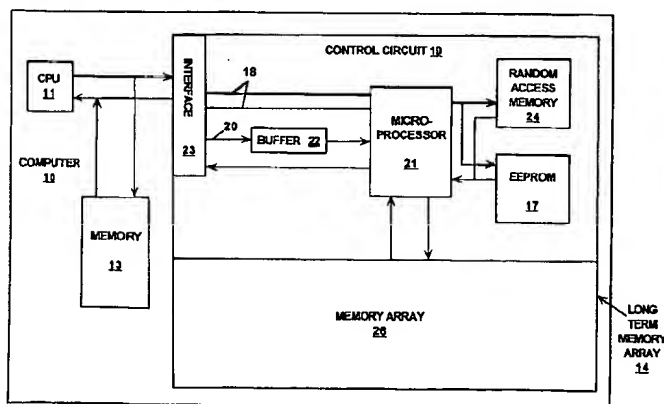 CONTROL CIRCUIT 19
CPU
11
INTERFACE
23
18
20
BUFFER 22
MICRO-
PROCESSOR
21
RANDOM
ACCESS
MEMORY
24
EEPROM
17
COMPUTER
10
MEMORY
13
MEMORY ARRAY
26
LONG
TERM
MEMORY
ARRAY
14